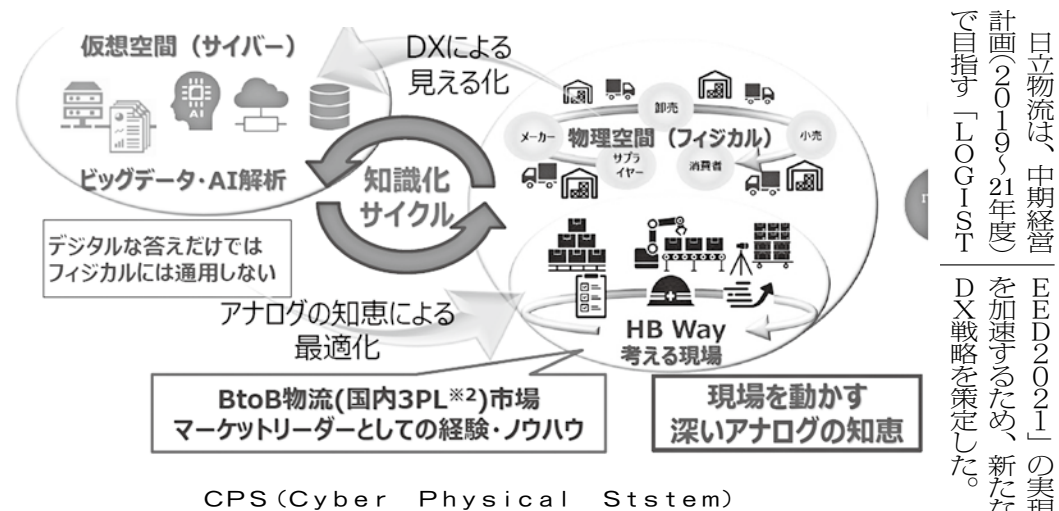 日立物流は、中期経営
計画(2019〜21年度)
で目指す「LOGIST
EED2021」の実現
を加速するため、新たな
DX戦略を策定した。
仮想空間(サイバー)
AI
ビッグデータ・AI解析
DXによる
見える化
知識化
サイクル
卸売
メーカー
物理空間(フィジカル)
小売
サプラ
イヤー
消費者
デジタルな答えだけでは
フィジカルには通用しない
アナログの知恵による
最適化
HB Way
考える現場
BtoB物流(国内3PL※2)市場
マーケットリーダーとしての経験・ノウハウ
現場を動かす
深いアナログの知恵
CPS(Cyber Physical Ststem)